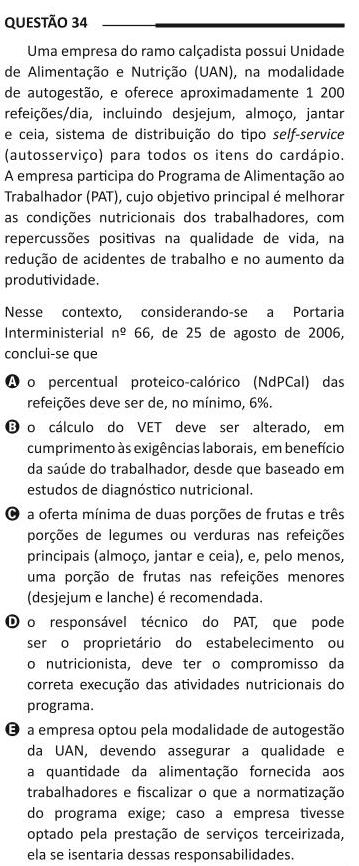 QUESTÃO 34
Uma empresa do ramo calçadista possui Unidade
de Alimentação e Nutrição (UAN), na modalidade
de autogestão, e oferece aproximadamente 1 200
refeições/dia, incluindo desjejum, almoço, jantar
e ceia, sistema de distribuição do tipo self-service
(autosserviço) para todos os itens do cardápio.
A empresa participa do Programa de Alimentação ao
Trabalhador (PAT), cujo objetivo principal é melhorar
as condições nutricionais dos trabalhadores, com
repercussões positivas na qualidade de vida, na
redução de acidentes de trabalho e no aumento da
produtividade.
Nesse contexto, considerando-se a Portaria
Interministerial nº 66, de 25 de agosto de 2006,
conclui-se que
A o percentual proteico-calórico (NdPCal) das
refeições deve ser de, no mínimo, 6%.
B o cálculo do VET deve ser alterado, em
cumprimento às exigências laborais, em benefício
da saúde do trabalhador, desde que baseado em
estudos de diagnóstico nutricional.
C a oferta mínima de duas porções de frutas e três
porções de legumes ou verduras nas refeições
principais (almoço, jantar e ceia), e, pelo menos,
uma porção de frutas nas refeições menores
(desjejum e lanche) é recomendada.
D o responsável técnico do PAT, que pode
ser o proprietário do estabelecimento ou
o nutricionista, deve ter o compromisso da
correta execução das atividades nutricionais do
programa.
E a empresa optou pela modalidade de autogestão
da UAN, devendo assegurar a qualidade e
a quantidade da alimentação fornecida aos
trabalhadores e fiscalizar o que a normatização
do programa exige; caso a empresa tivesse
optado pela prestação de serviços terceirizada,
ela se isentaria dessas responsabilidades.